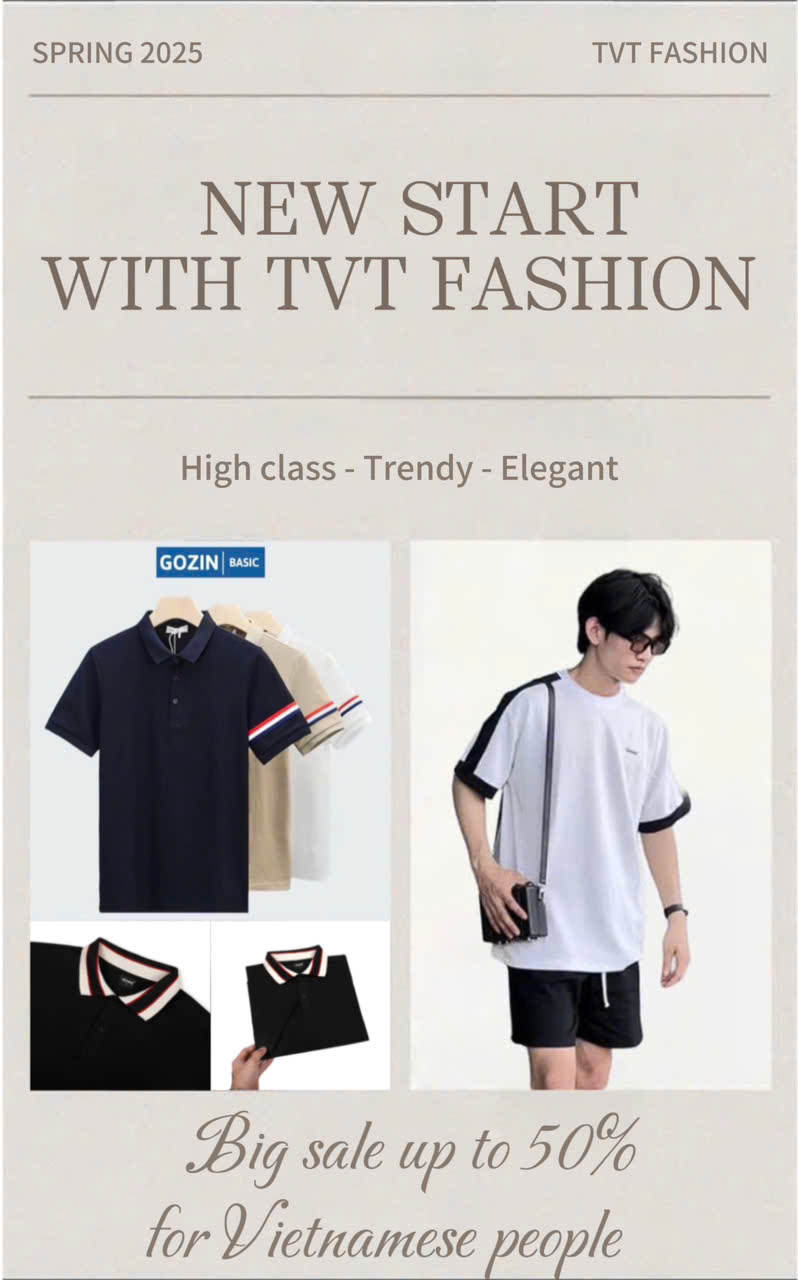 SPRING 2025
TVT FASHION
NEW START
WITH TVT FASHION
High class - Trendy - Elegant
GOZIN BASIC
Big sale up to 50%
for Vietnamese people